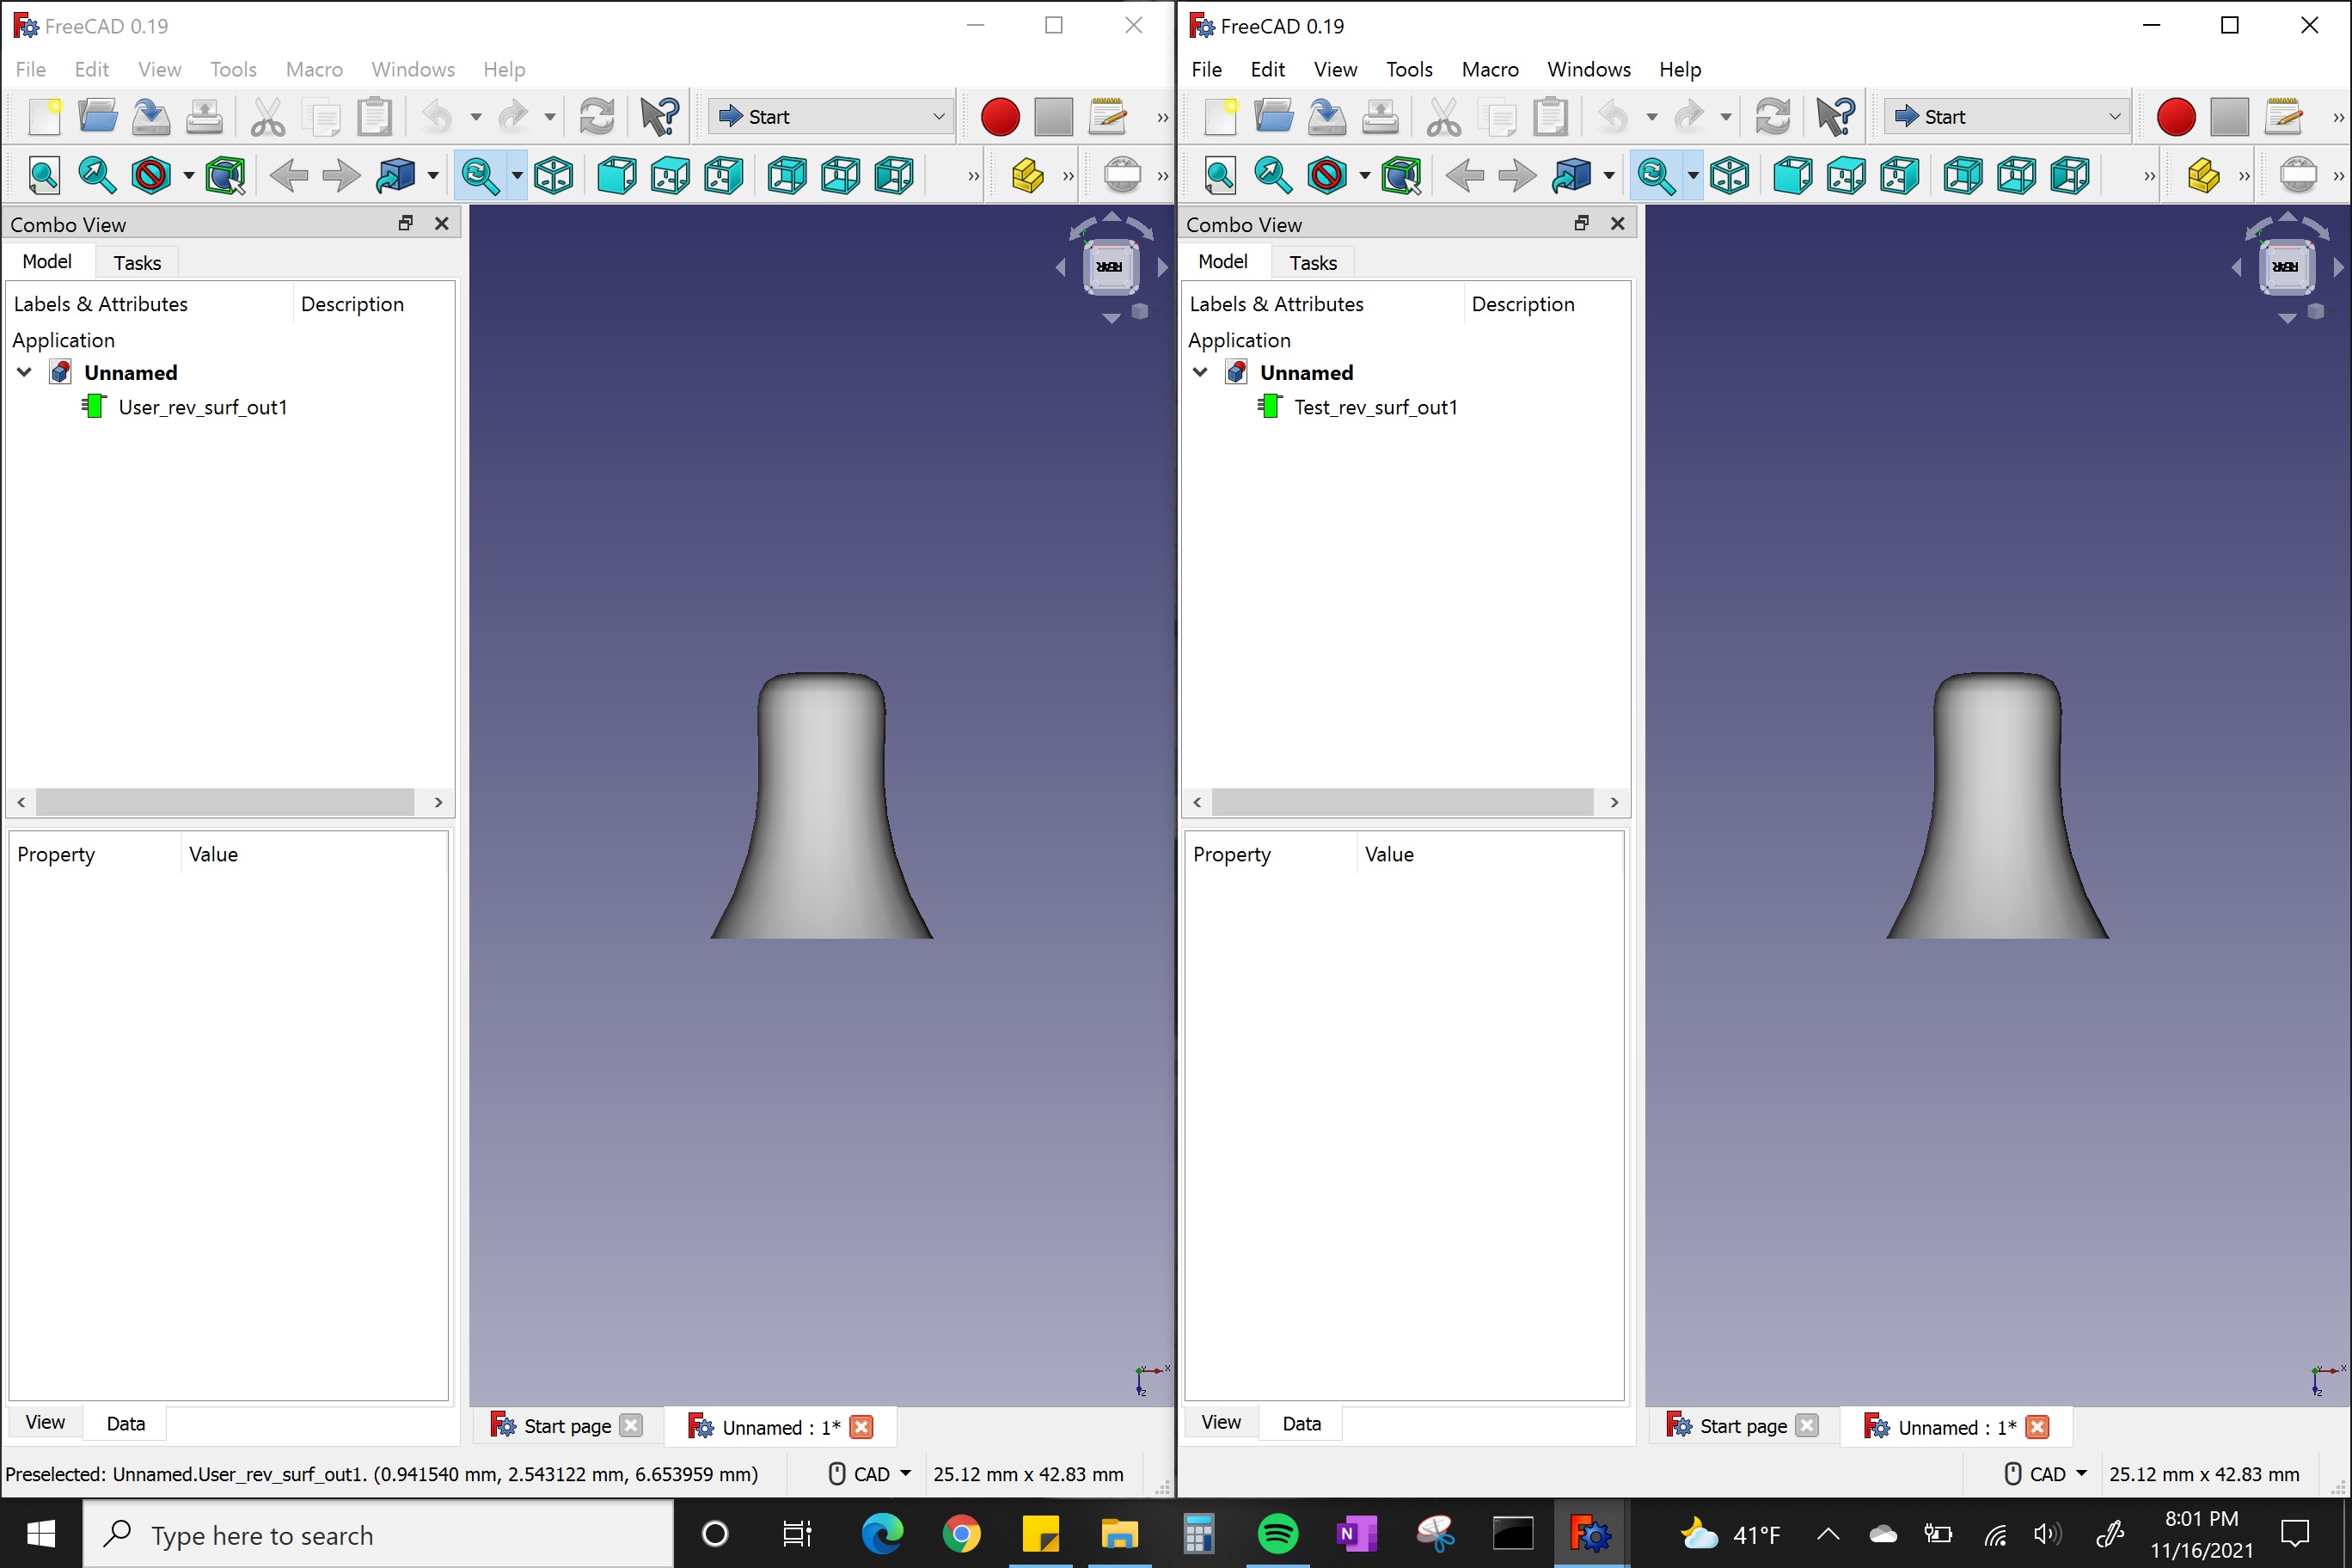 FreeCAD 0.19
File Edit View Tools Macro Windows Help
Start
Combo View
Model Tasks
Labels & Attributes Description
Application
Unnamed
User_rev_surf_out1
Property Value
View Data
REAR
X
Y
Z
Start page Unnamed : 1*
Preselected: Unnamed.User_rev_surf_out1. (0.941540 mm, 2.543122 mm, 6.653959 mm) CAD 25.12 mm x 42.83 mm
FreeCAD 0.19
File Edit View Tools Macro Windows Help
Start
Combo View
Model Tasks
Labels & Attributes Description
Application
Unnamed
Test_rev_surf_out1
Property Value
View Data
REAR
X
Y
Z
Start page Unnamed : 1*
CAD 25.12 mm x 42.83 mm
Type here to search
N
41°F
8:01 PM
11/16/2021